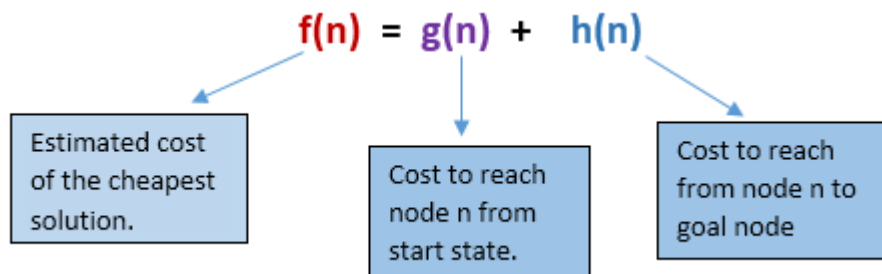 f(n) = g(n) + h(n)
Estimated cost
of the cheapest
solution.
Cost to reach
node n from
start state.
Cost to reach
from node n to
goal node